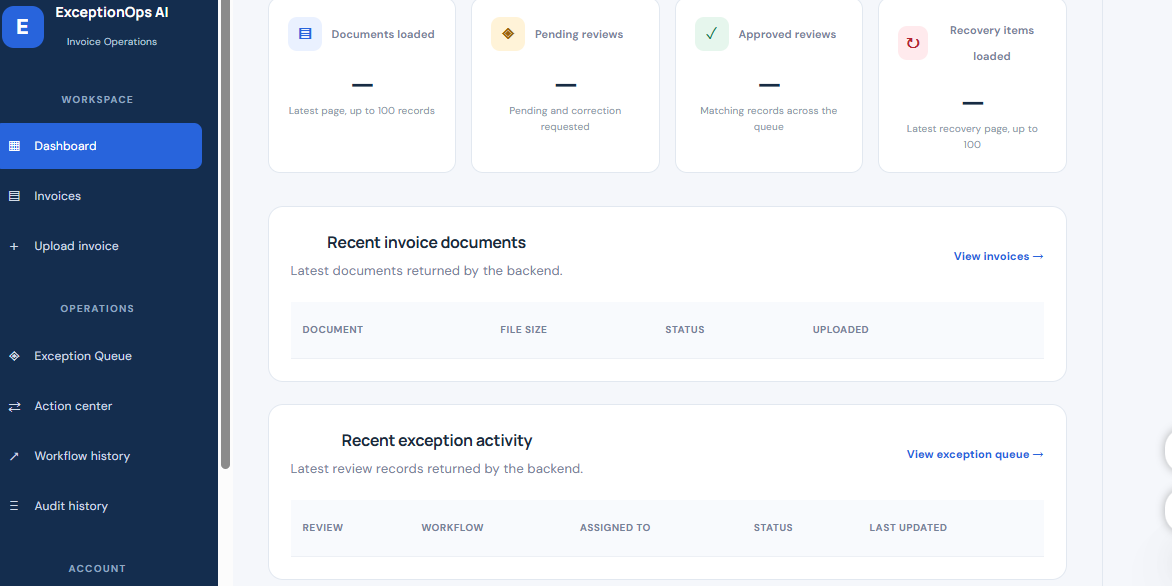 E
ExceptionOps AI
Invoice Operations
WORKSPACE
Dashboard
Invoices
+ Upload invoice
OPERATIONS
Exception Queue
Action center
Workflow history
Audit history
ACCOUNT
Documents loaded
—
Latest page, up to 100 records
Pending reviews
—
Pending and correction
requested
✓ Approved reviews
—
Matching records across the
queue
↻ Recovery items
loaded
—
Latest recovery page, up to
100
Recent invoice documents
Latest documents returned by the backend.
View invoices →
DOCUMENT FILE SIZE STATUS UPLOADED
Recent exception activity
Latest review records returned by the backend.
View exception queue →
REVIEW WORKFLOW ASSIGNED TO STATUS LAST UPDATED